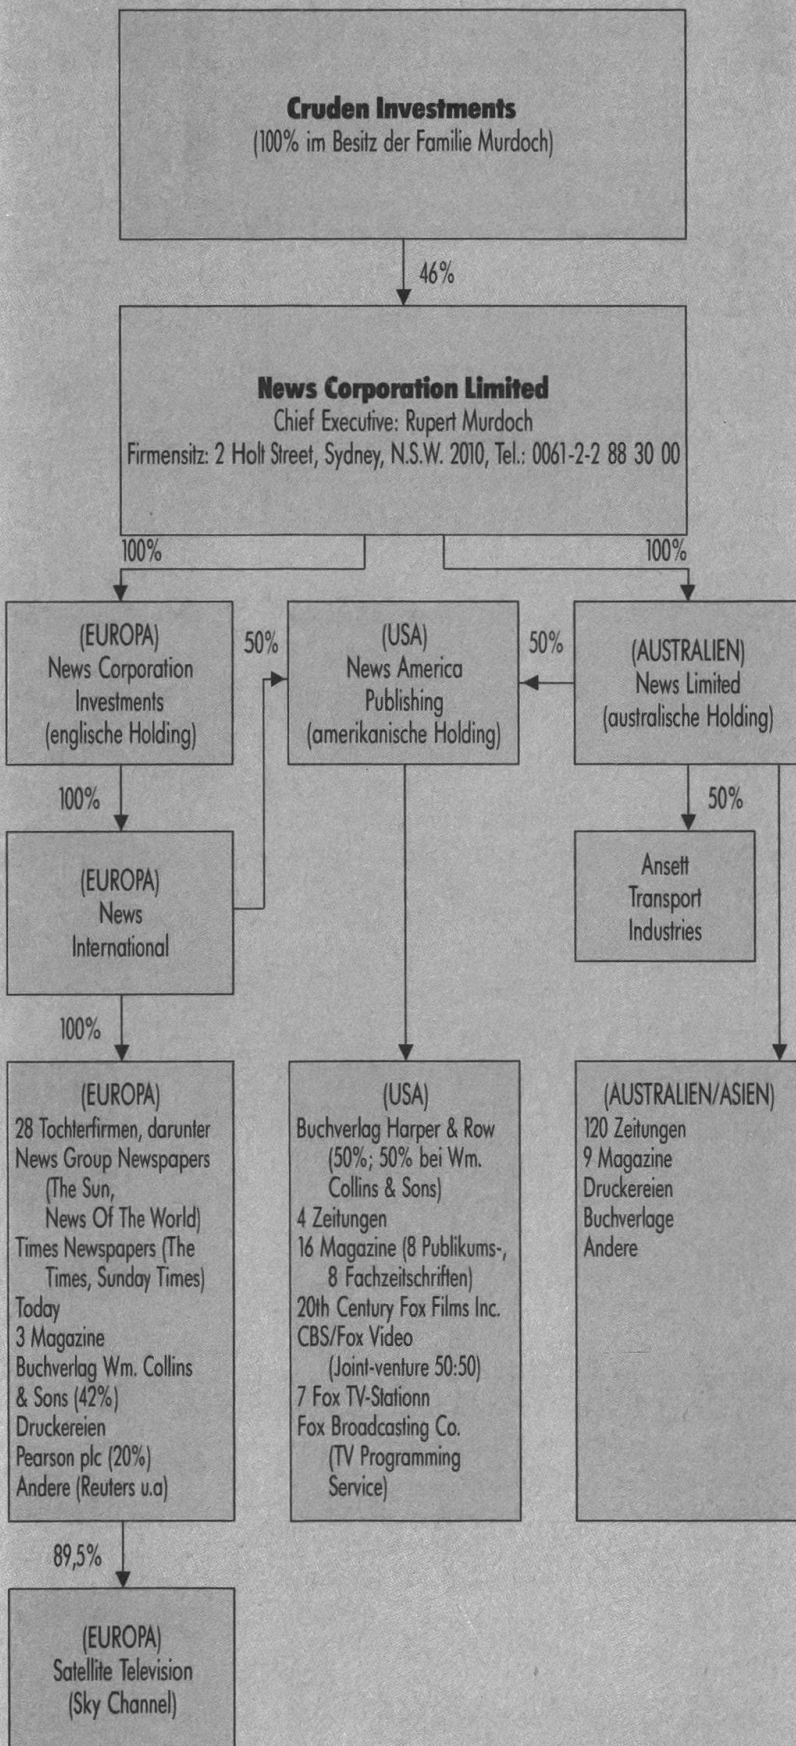 Cruden Investments
(100% im Besitz der Familie Murdoch)
46%
News Corporation Limited
Chief Executive: Rupert Murdoch
Firmensitz: 2 Holt Street, Sydney, N.S.W. 2010, Tel.: 0061-2-2 88 30 00
100%
100%
(EUROPA)
News Corporation
Investments
(englische Holding)
50%
(USA)
News America
Publishing
(amerikanische Holding)
50%
(AUSTRALIEN)
News Limited
(australische Holding)
100%
50%
(EUROPA)
News
International
Ansett
Transport
Industries
100%
(EUROPA)
28 Tochterfirmen, darunter
News Group Newspapers
(The Sun,
News Of The World)
Times Newspapers (The
Times, Sunday Times)
Today
3 Magazine
Buchverlag Wm. Collins
& Sons (42%)
Druckereien
Pearson plc (20%)
Andere (Reuters u.a)
(USA)
Buchverlag Harper & Row
(50%; 50% bei Wm.
Collins & Sons)
4 Zeitungen
16 Magazine (8 Publikums-,
8 Fachzeitschriften)
20th Century Fox Films Inc.
CBS/Fox Video
(Joint-venture 50:50)
7 Fox TV-Stationn
Fox Broadcasting Co.
(TV Programming
Service)
(AUSTRALIEN/ASIEN)
120 Zeitungen
9 Magazine
Druckereien
Buchverlage
Andere
89,5%
(EUROPA)
Satellite Television
(Sky Channel)